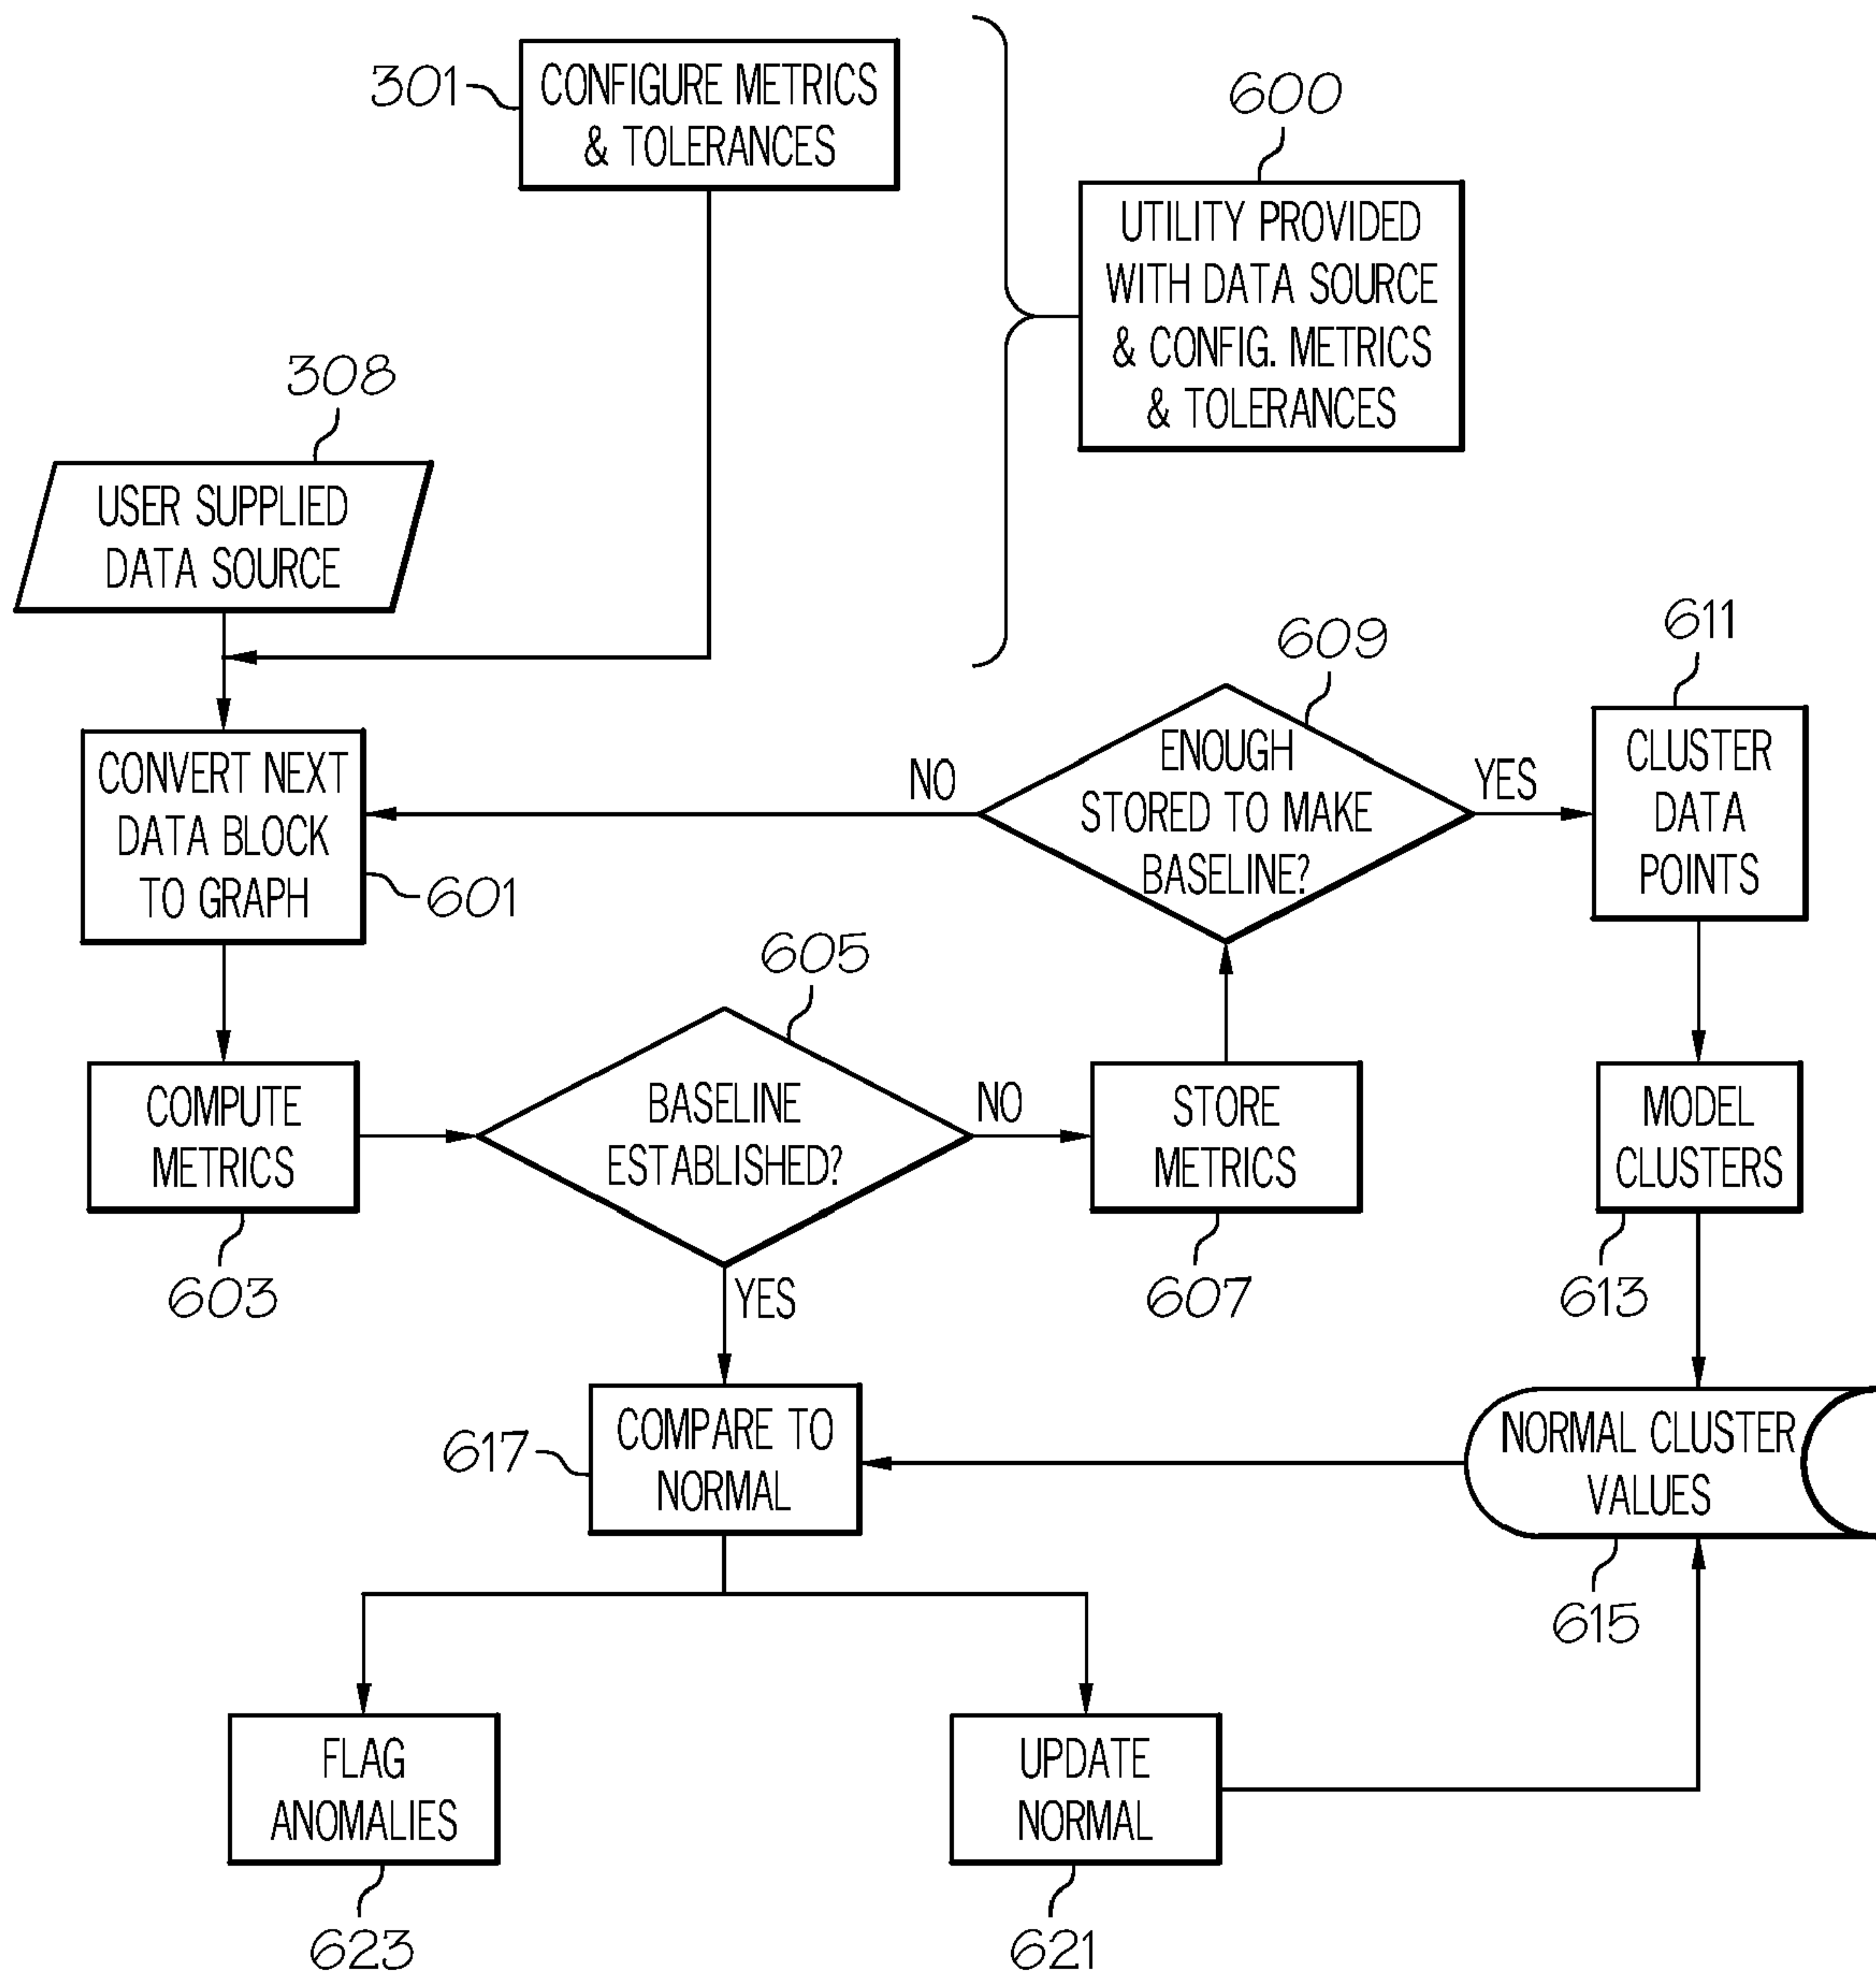 301
CONFIGURE METRICS
& TOLERANCES
600
UTILITY PROVIDED
WITH DATA SOURCE
& CONFIG. METRICS
& TOLERANCES
308
USER SUPPLIED
DATA SOURCE
609
611
CONVERT NEXT
DATA BLOCK
TO GRAPH
601
NO
ENOUGH
STORED TO MAKE
BASELINE?
YES
CLUSTER
DATA
POINTS
605
COMPUTE
METRICS
603
BASELINE
ESTABLISHED?
NO
YES
STORE
METRICS
607
MODEL
CLUSTERS
613
617
COMPARE TO
NORMAL
NORMAL CLUSTER
VALUES
615
FLAG
ANOMALIES
623
UPDATE
NORMAL
621